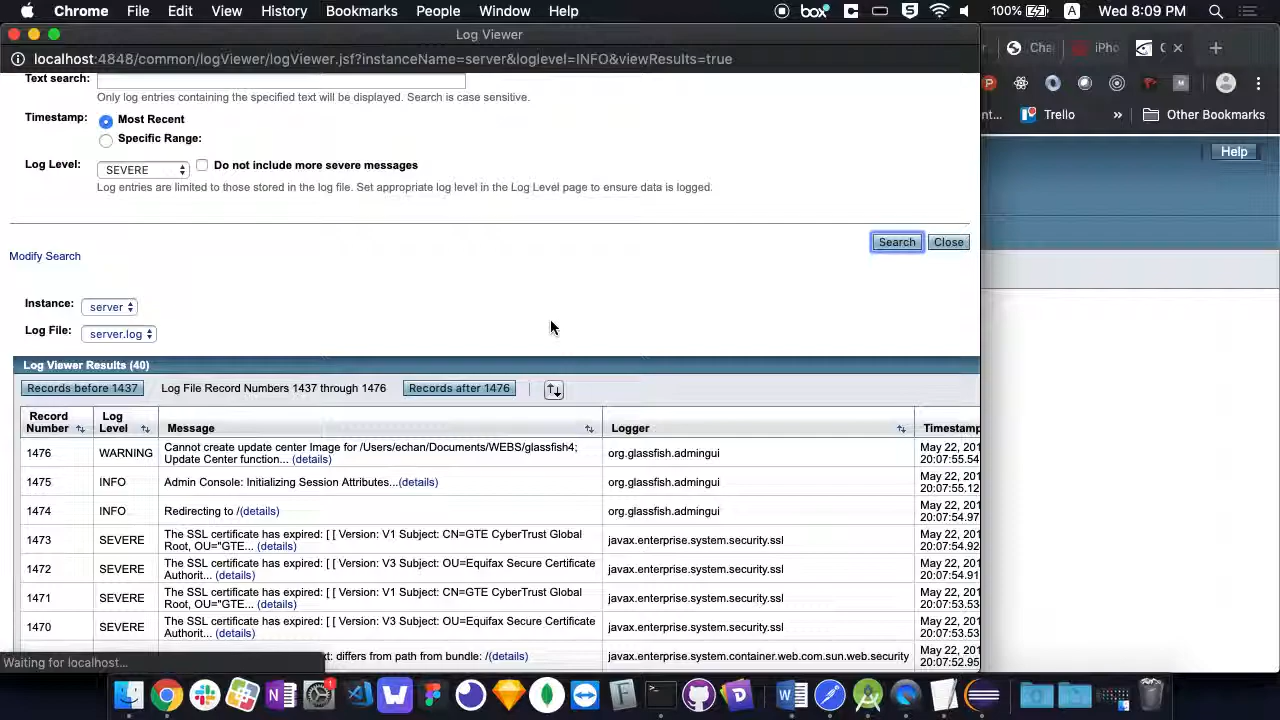 Chrome File Edit View History Bookmarks People Window Help box 100% A Wed 8:09 PM
Log Viewer
localhost:4848/common/logViewer/logViewer.jsf?instanceName=server&loglevel=INFO&viewResults=true
Cha iPho
Trello » Other Bookmarks
Help
Text search:
Only log entries containing the specified text will be displayed. Search is case sensitive.
Timestamp: Most Recent
Specific Range:
Log Level: SEVERE Do not include more severe messages
Log entries are limited to those stored in the log file. Set appropriate log level in the Log Level page to ensure data is logged.
Search Close
Modify Search
Instance: server
Log File: server.log
Log Viewer Results (40)
Records before 1437 Log File Record Numbers 1437 through 1476 Records after 1476
Record Number Log Level Message Logger Timestamp
1476 WARNING Cannot create update center Image for /Users/echan/Documents/WEBS/glassfish4; Update Center function... (details) org.glassfish.admingui May 22, 201 20:07:55.54
1475 INFO Admin Console: Initializing Session Attributes...(details) org.glassfish.admingui May 22, 201 20:07:55.12
1474 INFO Redirecting to /(details) org.glassfish.admingui May 22, 201 20:07:54.97
1473 SEVERE The SSL certificate has expired: [ [ Version: V1 Subject: CN=GTE CyberTrust Global Root, OU="GTE... (details) javax.enterprise.system.security.ssl May 22, 201 20:07:54.92
1472 SEVERE The SSL certificate has expired: [ [ Version: V3 Subject: OU=Equifax Secure Certificate Authorit... (details) javax.enterprise.system.security.ssl May 22, 201 20:07:54.91
1471 SEVERE The SSL certificate has expired: [ [ Version: V1 Subject: CN=GTE CyberTrust Global Root, OU="GTE... (details) javax.enterprise.system.security.ssl May 22, 201 20:07:53.53
1470 SEVERE The SSL certificate has expired: [ [ Version: V3 Subject: OU=Equifax Secure Certificate Authorit... (details) javax.enterprise.system.security.ssl May 22, 201 20:07:53.53
differs from path from bundle: /(details) javax.enterprise.system.container.web.com.sun.web.security May 22, 201 20:07:52.95
Waiting for localhost...